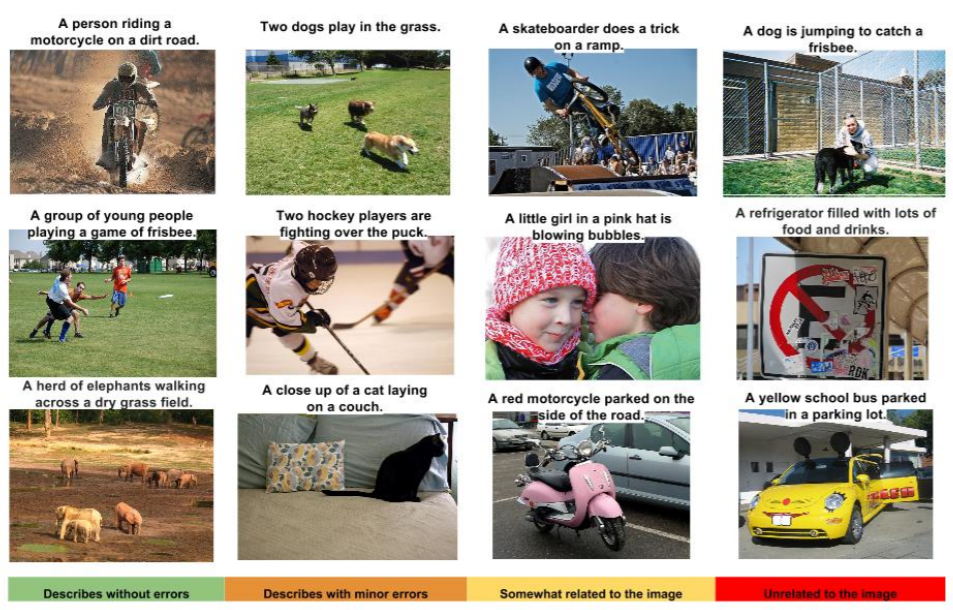 A person riding a
motorcycle on a dirt road.
Two dogs play in the grass.
A skateboarder does a trick
on a ramp.
A dog is jumping to catch a
frisbee.
A group of young people
playing a game of frisbee.
Two hockey players are
fighting over the puck.
A little girl in a pink hat is
blowing bubbles.
A refrigerator filled with lots of
food and drinks.
A herd of elephants walking
across a dry grass field.
A close up of a cat laying
on a couch.
A red motorcycle parked on the
side of the road.
A yellow school bus parked
in a parking lot.
Describes without errors
Describes with minor errors
Somewhat related to the image
Unrelated to the image